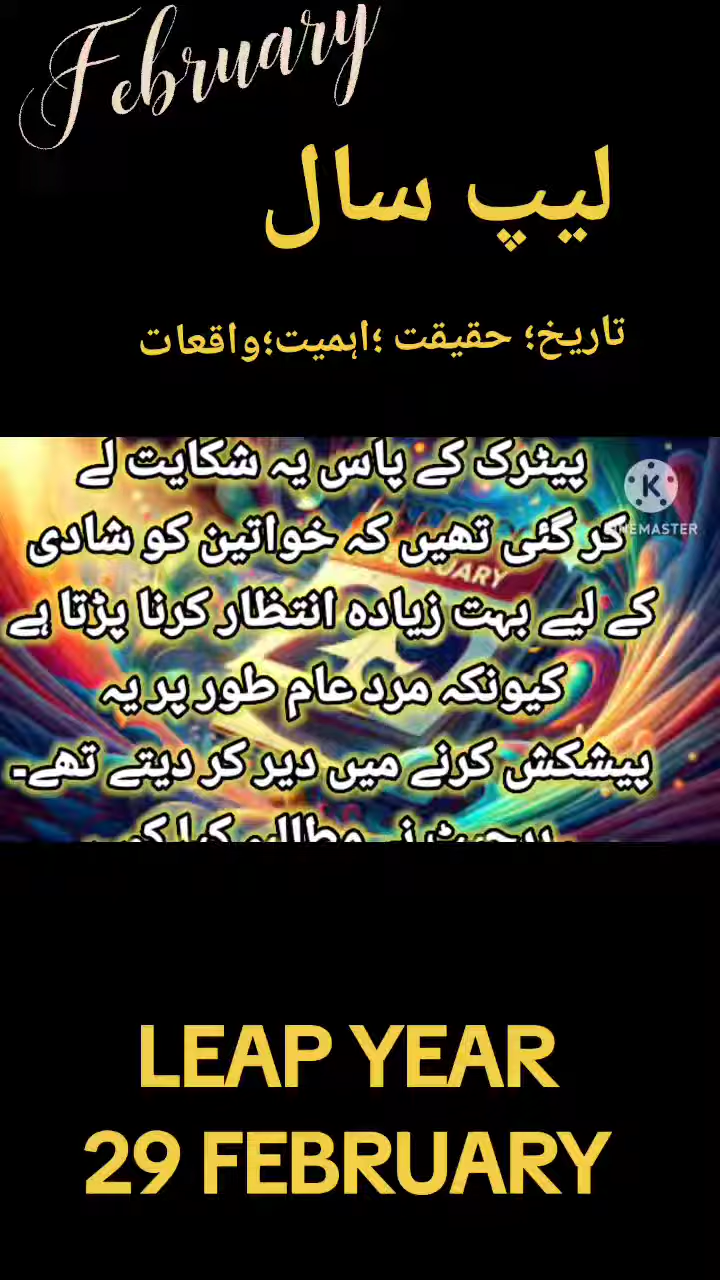 February
لیپ سال
تاریخ؛ حقیقت ؛اہمیت؛واقعات
پیٹرک کے پاس یہ شکایت لے
کر گئی تھیں کہ خواتین کو شادی
کے لیے بہت زیادہ انتظار کرنا پڑتا ہے
کیونکہ مرد عام طور پر یہ
پیشکش کرنے میں دیر کر دیتے تھے۔
LEAP YEAR
29 FEBRUARY